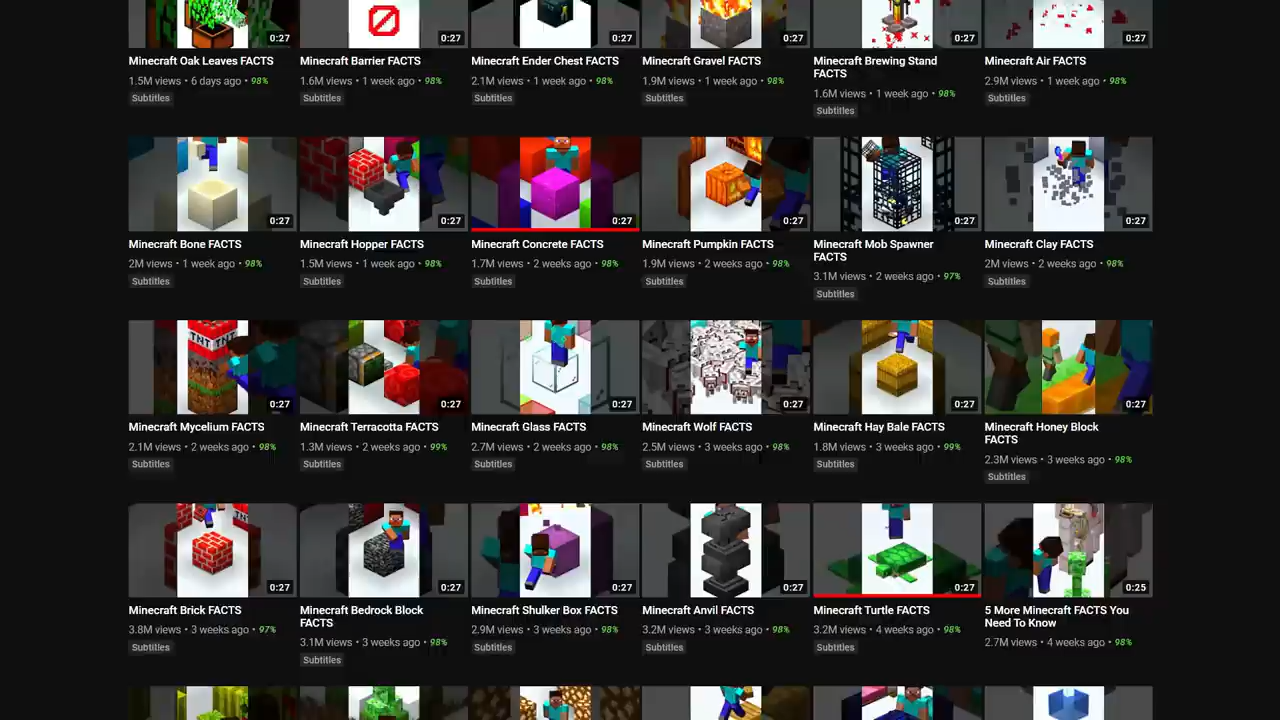 0:27
0:27
0:27
0:27
0:27
0:27
Minecraft Oak Leaves FACTS
1.5M views • 6 days ago • 98%
Subtitles
Minecraft Barrier FACTS
1.6M views • 1 week ago • 98%
Subtitles
Minecraft Ender Chest FACTS
2.1M views • 1 week ago • 98%
Subtitles
Minecraft Gravel FACTS
1.9M views • 1 week ago • 98%
Subtitles
Minecraft Brewing Stand
FACTS
1.6M views • 1 week ago • 98%
Subtitles
Minecraft Air FACTS
2.9M views • 1 week ago • 98%
Subtitles
0:27
0:27
0:27
0:27
0:27
0:27
Minecraft Bone FACTS
2M views • 1 week ago • 98%
Subtitles
Minecraft Hopper FACTS
1.5M views • 1 week ago • 98%
Subtitles
Minecraft Concrete FACTS
1.7M views • 2 weeks ago • 98%
Subtitles
Minecraft Pumpkin FACTS
1.9M views • 2 weeks ago • 98%
Subtitles
Minecraft Mob Spawner
FACTS
3.1M views • 2 weeks ago • 97%
Subtitles
Minecraft Clay FACTS
2M views • 2 weeks ago • 98%
Subtitles
TNT TNT
0:27
0:27
0:27
0:27
0:27
0:27
Minecraft Mycelium FACTS
2.1M views • 2 weeks ago • 98%
Subtitles
Minecraft Terracotta FACTS
1.3M views • 2 weeks ago • 99%
Subtitles
Minecraft Glass FACTS
2.7M views • 2 weeks ago • 98%
Subtitles
Minecraft Wolf FACTS
2.5M views • 3 weeks ago • 98%
Subtitles
Minecraft Hay Bale FACTS
1.8M views • 3 weeks ago • 99%
Subtitles
Minecraft Honey Block
FACTS
2.3M views • 3 weeks ago • 98%
Subtitles
0:27
0:27
0:27
0:27
0:27
0:25
Minecraft Brick FACTS
3.8M views • 3 weeks ago • 97%
Subtitles
Minecraft Bedrock Block
FACTS
3.1M views • 3 weeks ago • 98%
Subtitles
Minecraft Shulker Box FACTS
2.9M views • 3 weeks ago • 98%
Subtitles
Minecraft Anvil FACTS
3.2M views • 3 weeks ago • 98%
Subtitles
Minecraft Turtle FACTS
3.2M views • 4 weeks ago • 98%
Subtitles
5 More Minecraft FACTS You
Need To Know
2.7M views • 4 weeks ago • 98%